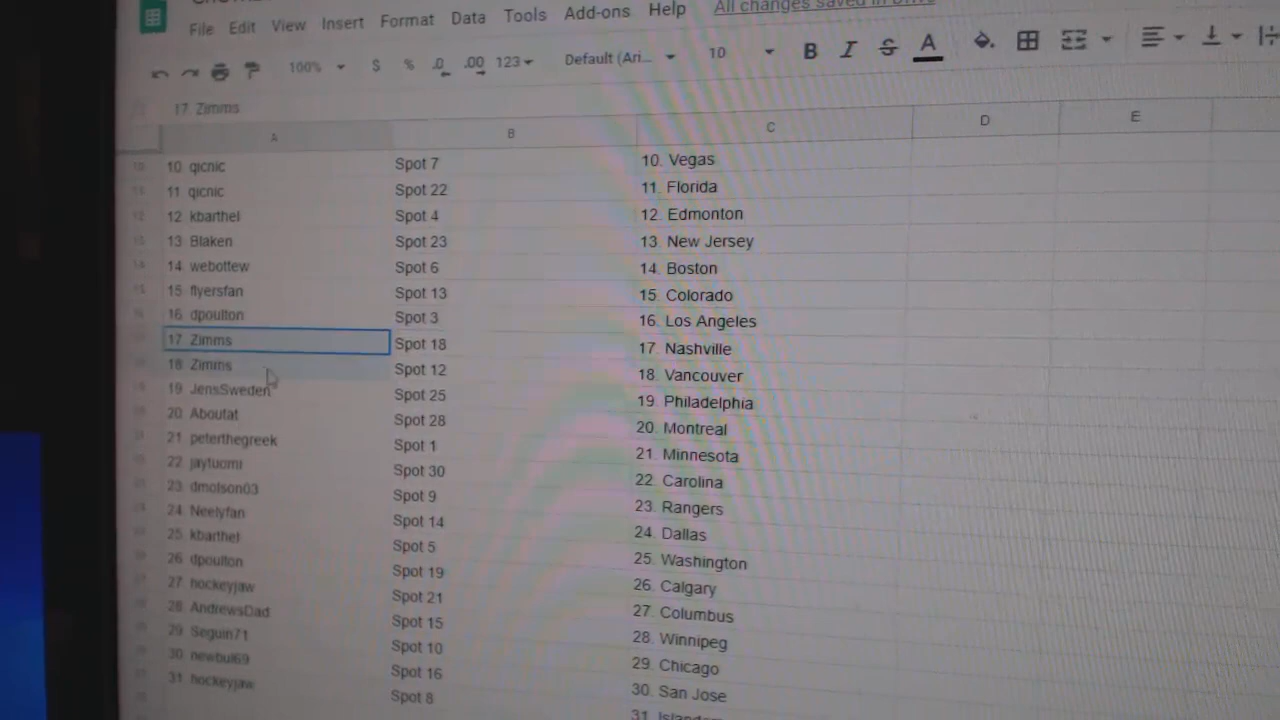 File Edit View Insert Format Data Tools Add-ons Help All changes saved in Drive
100% $ % .0 .00 123 Default (Ari... 10 B I S A
17 Zimms
A B C D E
10 qicnic Spot 7 10. Vegas
11 qicnic Spot 22 11. Florida
12 kbarthel Spot 4 12. Edmonton
13 Blaken Spot 23 13. New Jersey
14 webottew Spot 6 14. Boston
15 flyersfan Spot 13 15. Colorado
16 dpoulton Spot 3 16. Los Angeles
17 Zimms Spot 18 17. Nashville
18 Zimms Spot 12 18. Vancouver
19 JensSweden Spot 25 19. Philadelphia
20 Aboutat Spot 28 20. Montreal
21 peterthegreek Spot 1 21. Minnesota
22 jaytuomi Spot 30 22. Carolina
23 dmolson03 Spot 9 23. Rangers
24 Neelyfan Spot 14 24. Dallas
25 kbarthel Spot 5 25. Washington
26 dpoulton Spot 19 26. Calgary
27 hockeyjaw Spot 21 27. Columbus
28 AndrewsDad Spot 15 28. Winnipeg
29 Seguin71 Spot 10 29. Chicago
30 newbul69 Spot 16 30. San Jose
31 hockeyjaw Spot 8 31.